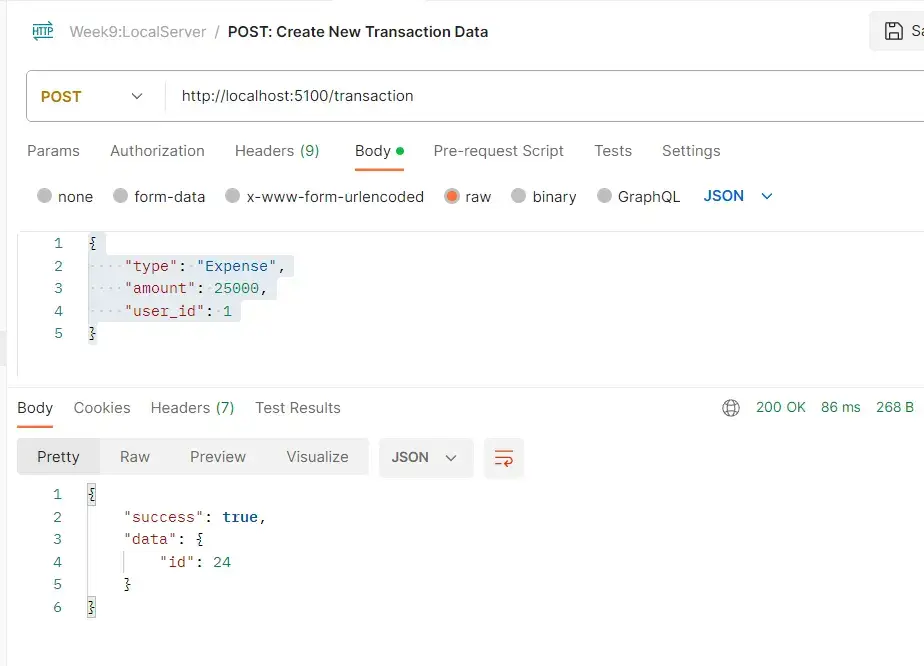 HTTP Week9:LocalServer / POST: Create New Transaction Data
POST http://localhost:5100/transaction
Params Authorization Headers (9) Body Pre-request Script Tests Settings
none form-data x-www-form-urlencoded raw binary GraphQL JSON
1 {
2 ····"type":·"Expense",
3 ····"amount":·25000,
4 ····"user_id":·1
5 }
Body Cookies Headers (7) Test Results 200 OK 86 ms 268 B
Pretty Raw Preview Visualize JSON
1 {
2 "success": true,
3 "data": {
4 "id": 24
5 }
6 }